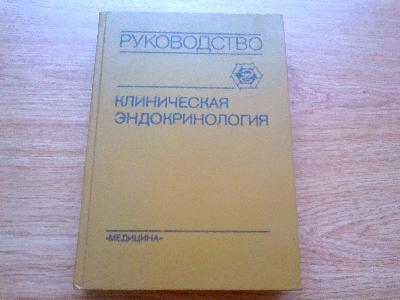 РУКОВОДСТВО
КЛИНИЧЕСКАЯ
ЭНДОКРИНОЛОГИЯ
«МЕДИЦИНА»